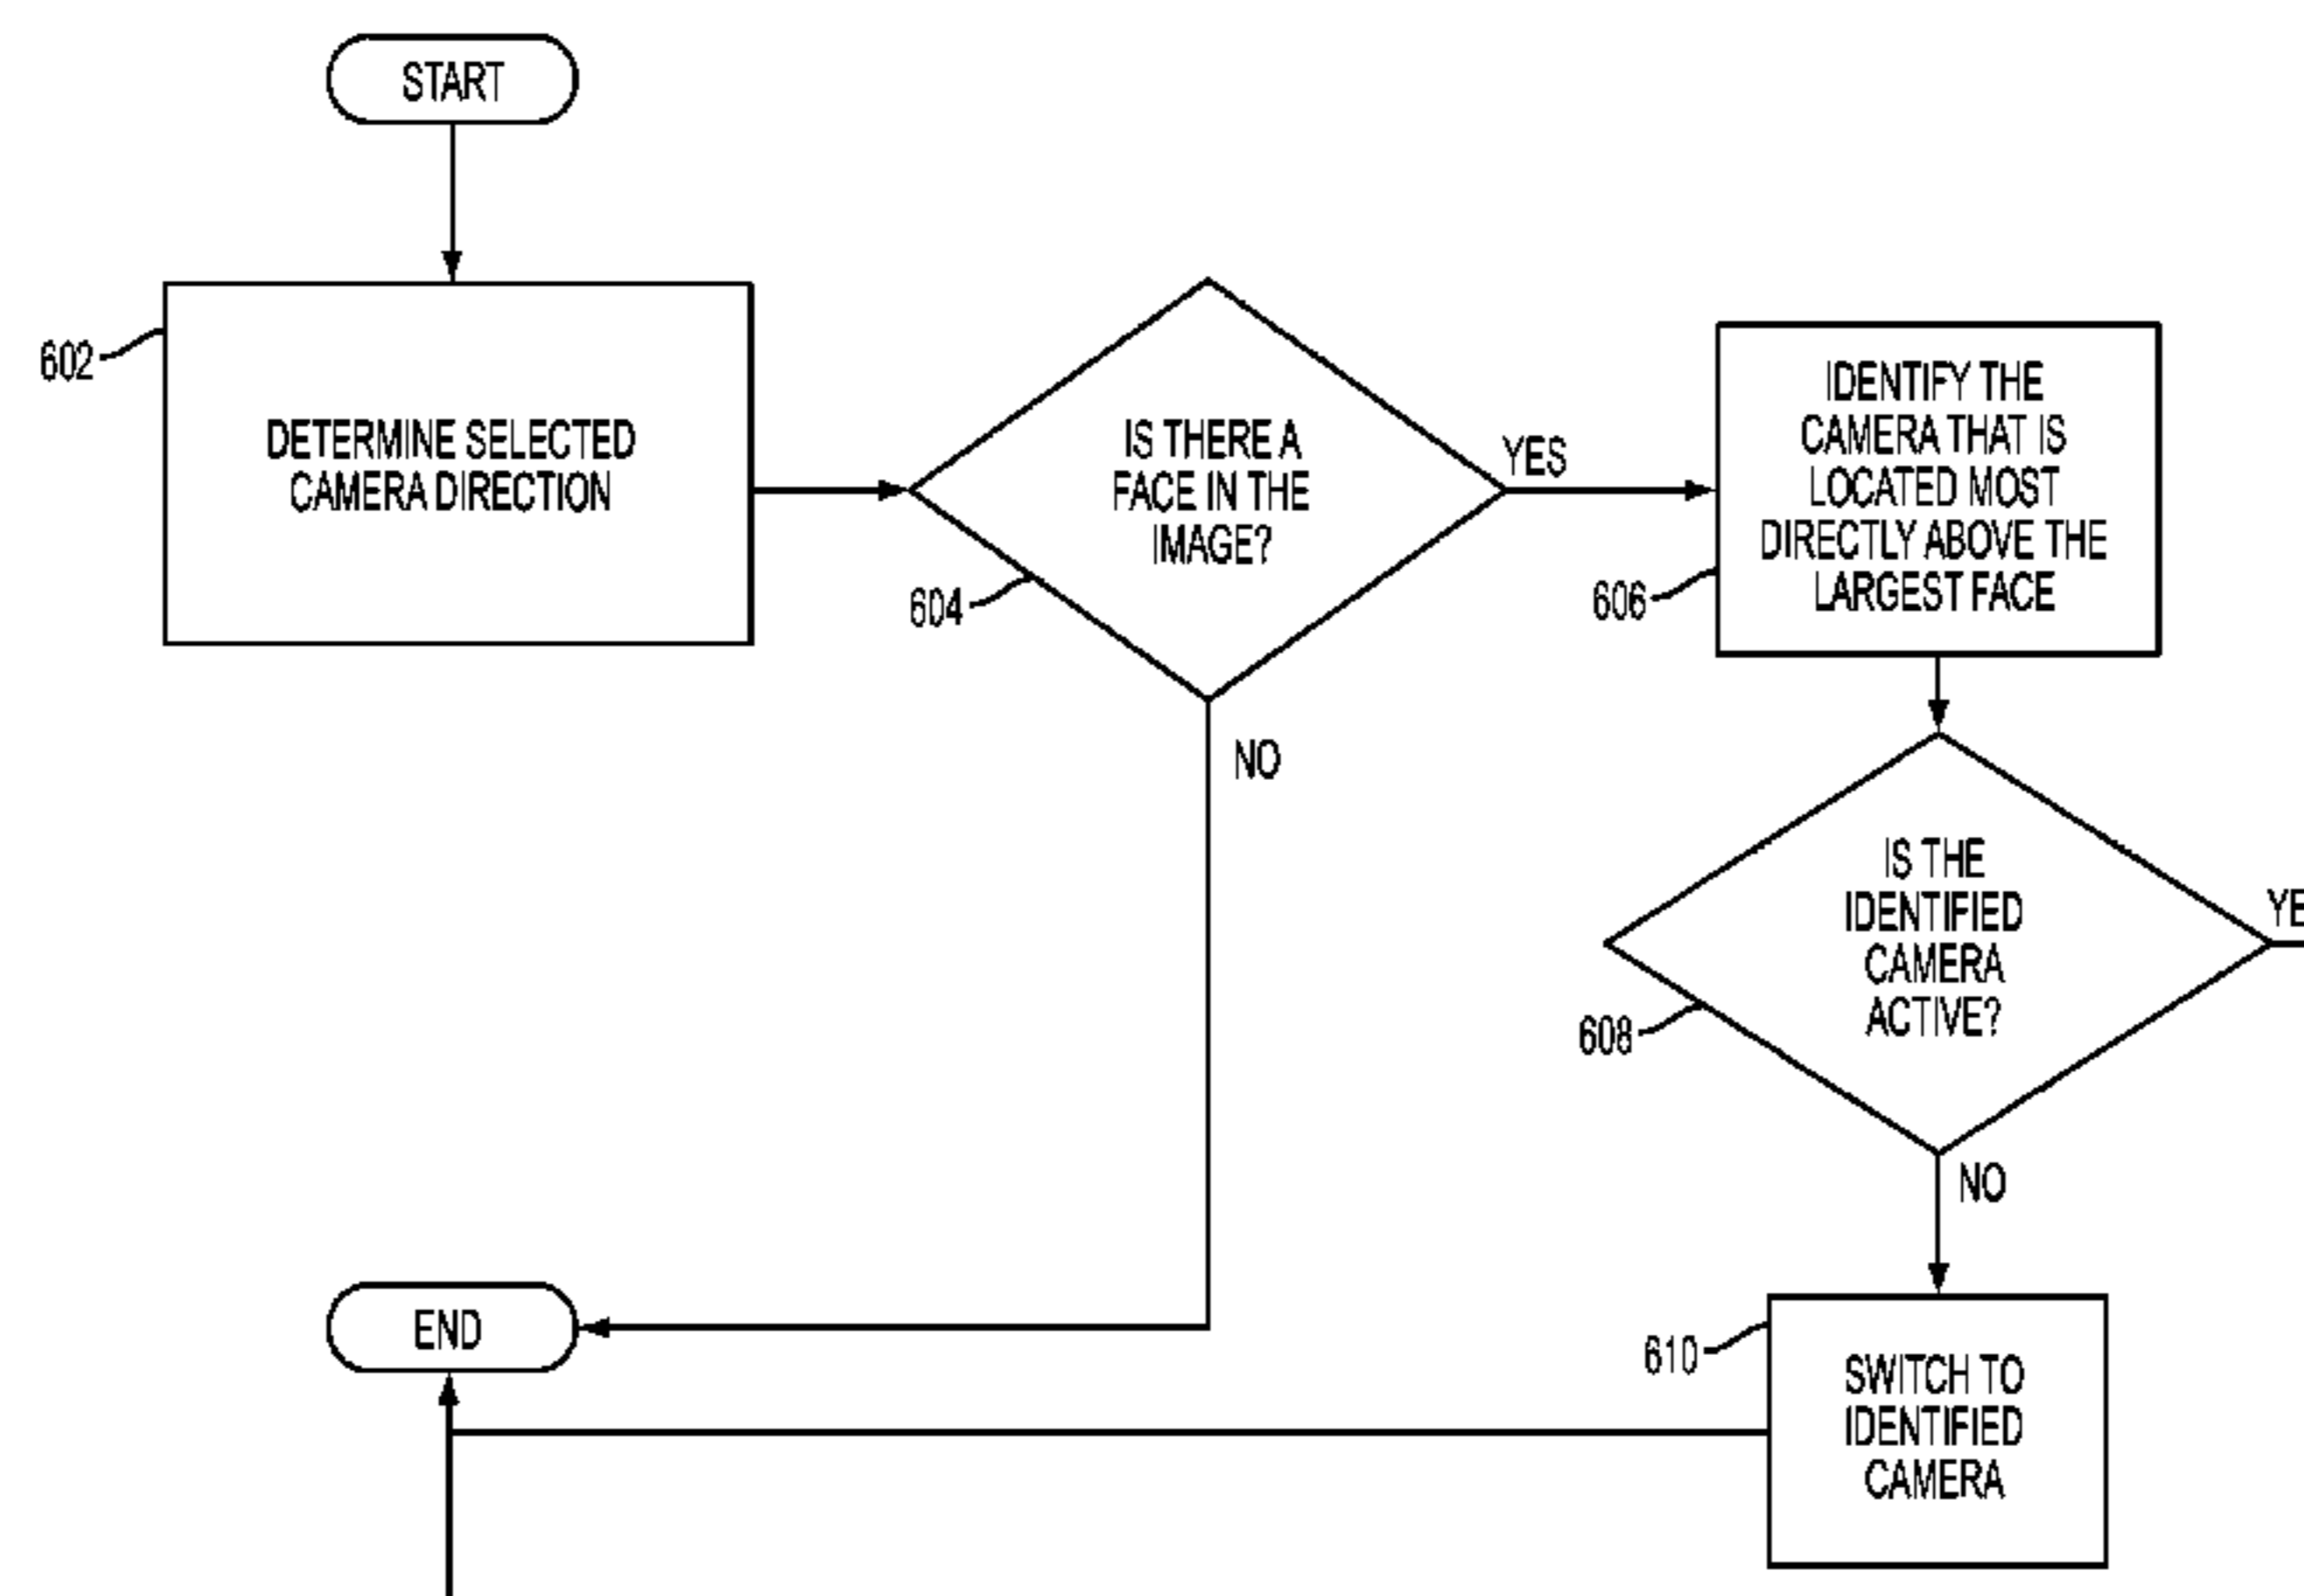 START
602
DETERMINE SELECTED
CAMERA DIRECTION
IS THERE A
FACE IN THE
IMAGE?
604
YES
NO
IDENTIFY THE
CAMERA THAT IS
LOCATED MOST
DIRECTLY ABOVE THE
LARGEST FACE
606
IS THE
IDENTIFIED
CAMERA
ACTIVE?
608
YE
NO
610
SWITCH TO
IDENTIFIED
CAMERA
END